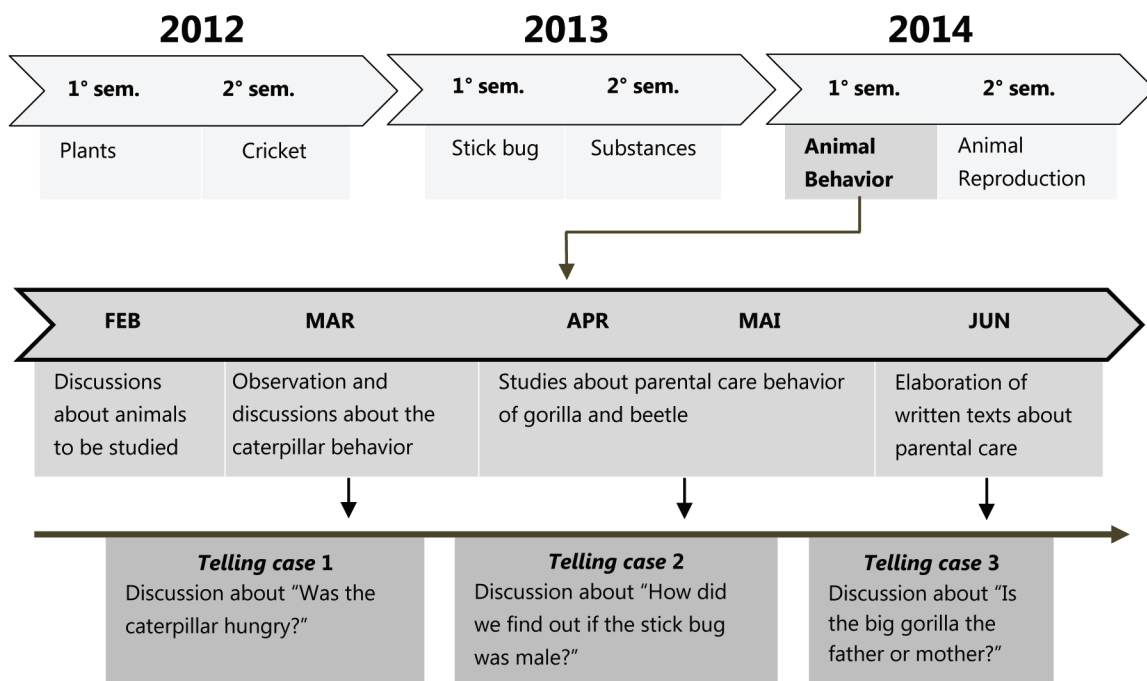 2012
2013
2014
1° sem.
2° sem.
1° sem.
2° sem.
1° sem.
2° sem.
Plants
Cricket
Stick bug
Substances
Animal
Behavior
Animal
Reproduction
FEB
MAR
APR
MAI
JUN
Discussions
about animals
to be studied
Observation and
discussions about the
caterpillar behavior
Studies about parental care behavior
of gorilla and beetle
Elaboration of
written texts about
parental care
Telling case 1
Discussion about “Was the
caterpillar hungry?”
Telling case 2
Discussion about “How did
we find out if the stick bug
was male?”
Telling case 3
Discussion about “Is
the big gorilla the
father or mother?”